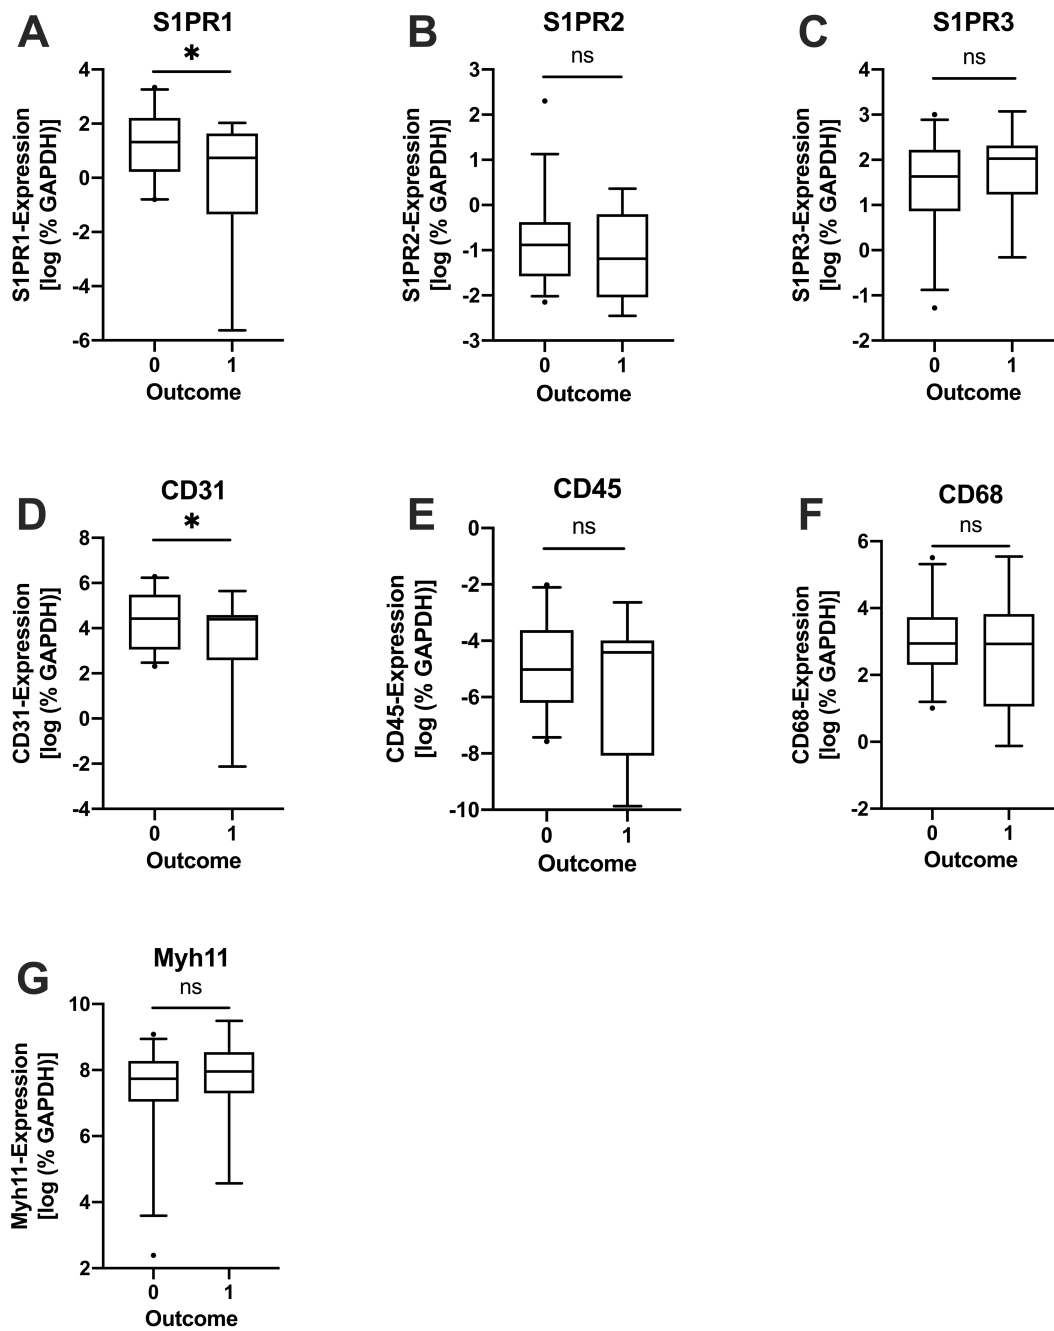 A
S1PR1
*
S1PR1-Expression
[log (% GAPDH)]
4
2
0
-2
-4
-6
0 1
Outcome
B
S1PR2
ns
S1PR2-Expression
[log (% GAPDH)]
3
2
1
0
-1
-2
-3
0 1
Outcome
C
S1PR3
ns
S1PR3-Expression
[log (% GAPDH)]
4
3
2
1
0
-1
-2
0 1
Outcome
D
CD31
*
CD31-Expression
[log (% GAPDH)]
8
6
4
2
0
-2
-4
0 1
Outcome
E
CD45
ns
CD45-Expression
[log (% GAPDH)]
0
-2
-4
-6
-8
-10
0 1
Outcome
F
CD68
ns
CD68-Expression
[log (% GAPDH)]
6
4
2
0
-2
0 1
Outcome
G
Myh11
ns
Myh11-Expression
[log (% GAPDH)]
10
8
6
4
2
0 1
Outcome